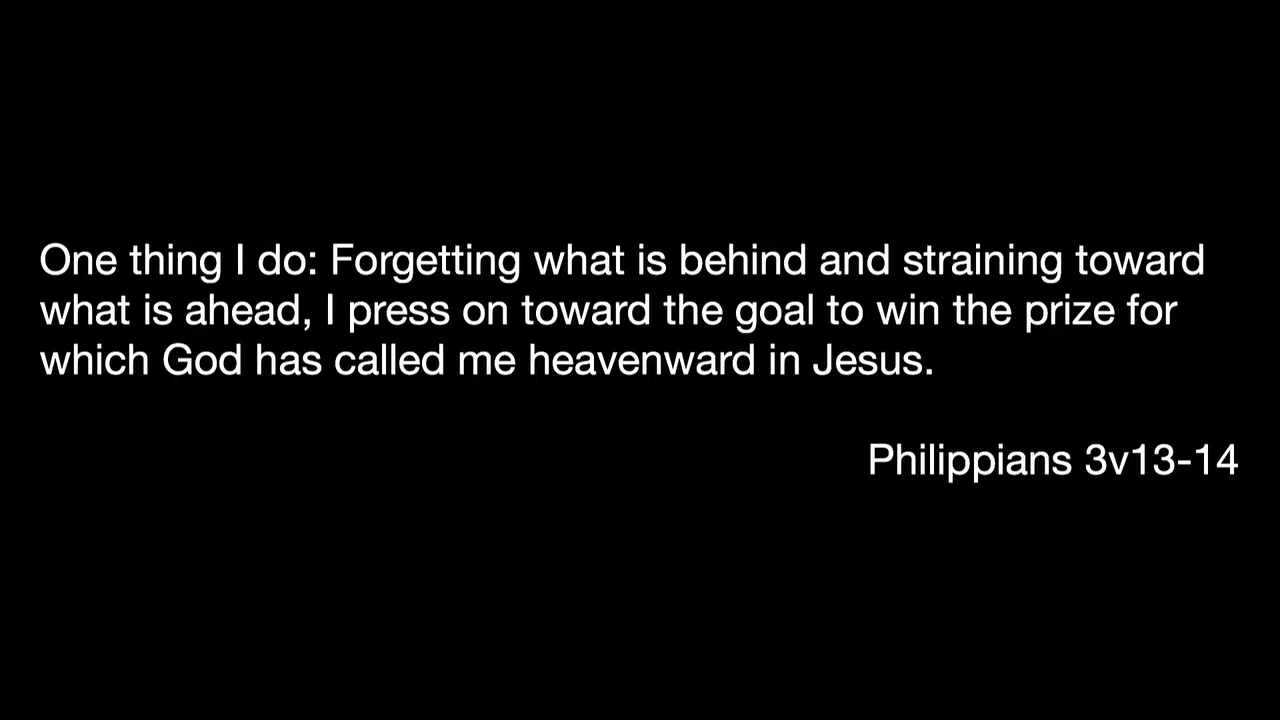 One thing I do: Forgetting what is behind and straining toward
what is ahead, I press on toward the goal to win the prize for
which God has called me heavenward in Jesus.
Philippians 3v13-14